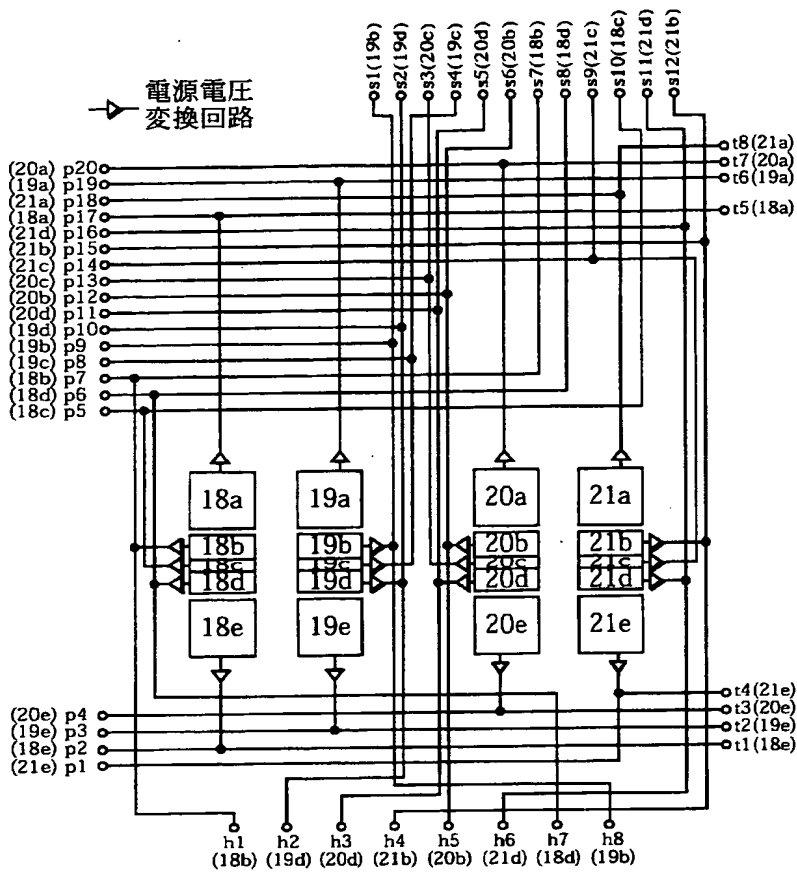 s1(19b)
s2(19d)
s3(20c)
s4(19c)
s5(20d)
s6(20b)
s7(18b)
s8(18d)
s9(21c)
s10(18c)
s11(21d)
s12(21b)
電源電圧
変換回路
(20a) p20
(19a) p19
(21a) p18
(18a) p17
(21d) p16
(21b) p15
(21c) p14
(20c) p13
(20b) p12
(20d) p11
(19d) p10
(19b) p9
(19c) p8
(18b) p7
(18d) p6
(18c) p5
t8(21a)
t7(20a)
t6(19a)
t5(18a)
18a 19a 20a 21a
18b 19b 20b 21b
18c 19c 20c 21c
18d 19d 20d 21d
18e 19e 20e 21e
(20e) p4
(19e) p3
(18e) p2
(21e) p1
t4(21e)
t3(20e)
t2(19e)
t1(18e)
h1 h2 h3 h4 h5 h6 h7 h8
(18b) (19d) (20d) (21b) (20b) (21d) (18d) (19b)